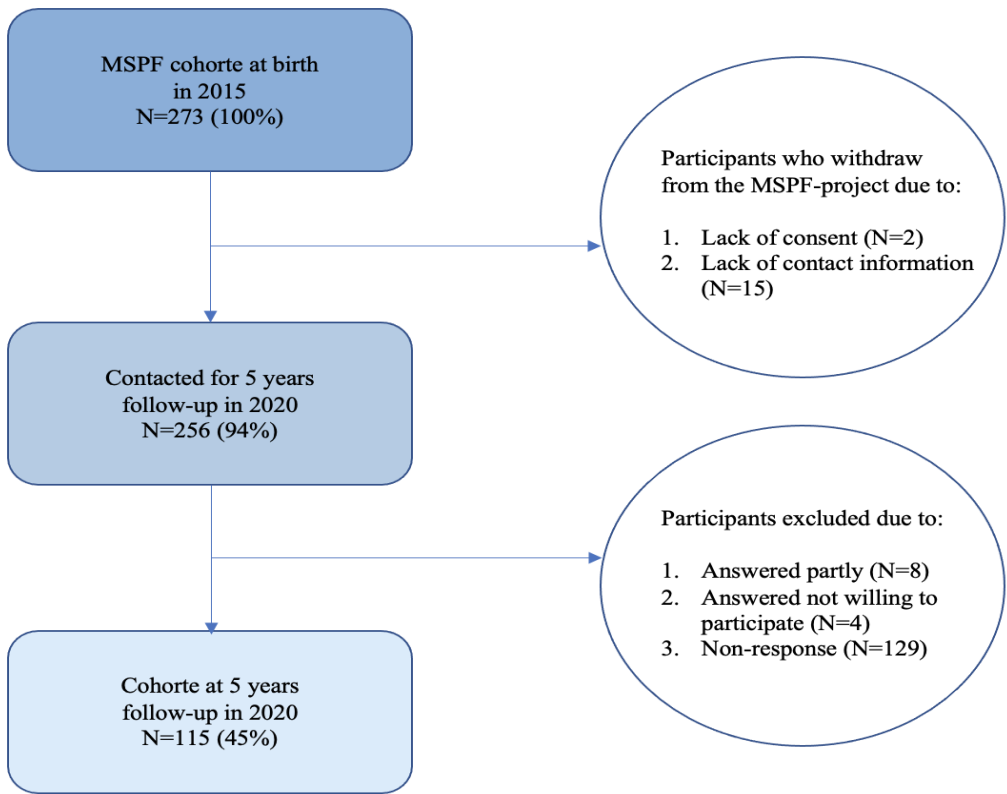 MSPF cohorte at birth
in 2015
N=273 (100%)
Participants who withdraw
from the MSPF-project due to:
1. Lack of consent (N=2)
2. Lack of contact information
(N=15)
Contacted for 5 years
follow-up in 2020
N=256 (94%)
Participants excluded due to:
1. Answered partly (N=8)
2. Answered not willing to
participate (N=4)
3. Non-response (N=129)
Cohorte at 5 years
follow-up in 2020
N=115 (45%)